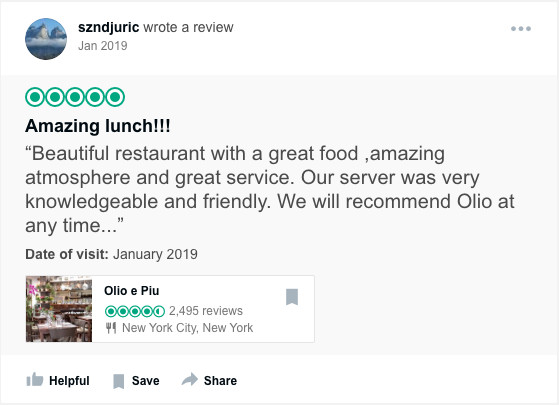 szndjuric wrote a review
Jan 2019
Amazing lunch!!!
“Beautiful restaurant with a great food ,amazing
atmosphere and great service. Our server was very
knowledgeable and friendly. We will recommend Olio at
any time...”
Date of visit: January 2019
Olio e Piu
2,495 reviews
New York City, New York
Helpful Save Share